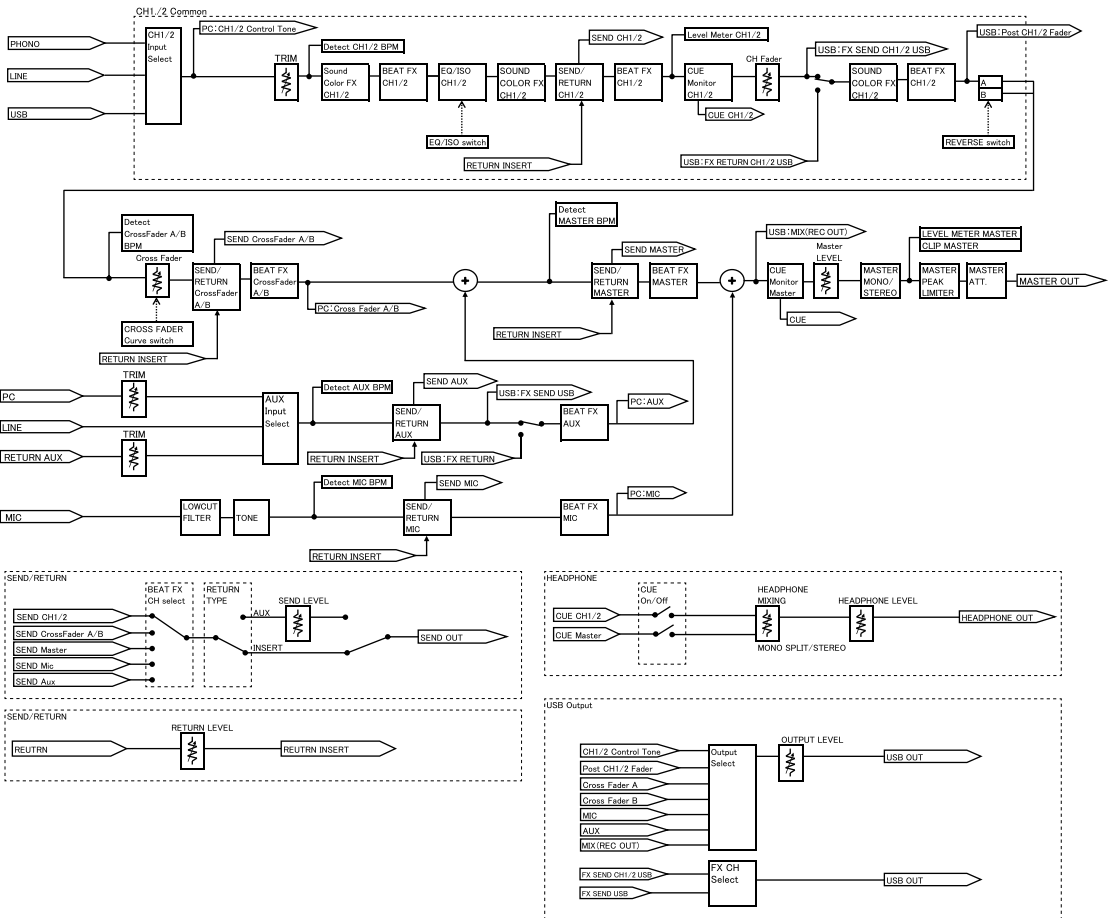 CH1./2 Common
PHONO
LINE
USB
CH1/2
Input
Select
PC:CH1/2 Control Tone
TRIM
Detect CH1/2 BPM
Sound
Color FX
CH1/2
BEAT FX
CH1/2
EQ/ISO
CH1/2
EQ/ISO switch
SOUND
COLOR FX
CH1/2
SEND/
RETURN
CH1/2
SEND CH1/2
RETURN INSERT
BEAT FX
CH1/2
Level Meter CH1/2
CUE
Monitor
CH1/2
CUE CH1/2
CH Fader
USB:FX SEND CH1/2 USB
USB:FX RETURN CH1/2 USB
SOUND
COLOR FX
CH1/2
BEAT FX
CH1/2
USB:Post CH1/2 Fader
A
B
REVERSE switch
Detect
CrossFader A/B
BPM
Cross Fader
CROSS FADER
Curve switch
SEND/
RETURN
CrossFader
A/B
SEND CrossFader A/B
RETURN INSERT
BEAT FX
CrossFader
A/B
PC:Cross Fader A/B
+
Detect
MASTER BPM
SEND/
RETURN
MASTER
SEND MASTER
RETURN INSERT
BEAT FX
MASTER
+
USB:MIX(REC OUT)
CUE
Monitor
Master
CUE
Master
LEVEL
MASTER
MONO/
STEREO
LEVEL METER MASTER
CLIP MASTER
MASTER
PEAK
LIMITER
MASTER
ATT.
MASTER OUT
PC
LINE
RETURN AUX
TRIM
TRIM
AUX
Input
Select
Detect AUX BPM
SEND/
RETURN
AUX
SEND AUX
RETURN INSERT
USB:FX SEND USB
USB:FX RETURN
BEAT FX
AUX
PC:AUX
MIC
LOWCUT
FILTER
TONE
Detect MIC BPM
SEND/
RETURN
MIC
SEND MIC
RETURN INSERT
BEAT FX
MIC
PC:MIC
SEND/RETURN
BEAT FX
CH select
RETURN
TYPE
SEND CH1/2
SEND CrossFader A/B
SEND Master
SEND Mic
SEND Aux
AUX
SEND LEVEL
INSERT
SEND OUT
SEND/RETURN
REUTRN
RETURN LEVEL
REUTRN INSERT
HEADPHONE
CUE
On/Off
CUE CH1/2
CUE Master
HEADPHONE
MIXING
MONO SPLIT/STEREO
HEADPHONE LEVEL
HEADPHONE OUT
USB Output
CH1/2 Control Tone
Post CH1/2 Fader
Cross Fader A
Cross Fader B
MIC
AUX
MIX(REC OUT)
Output
Select
OUTPUT LEVEL
USB OUT
FX SEND CH1/2 USB
FX SEND USB
FX CH
Select
USB OUT